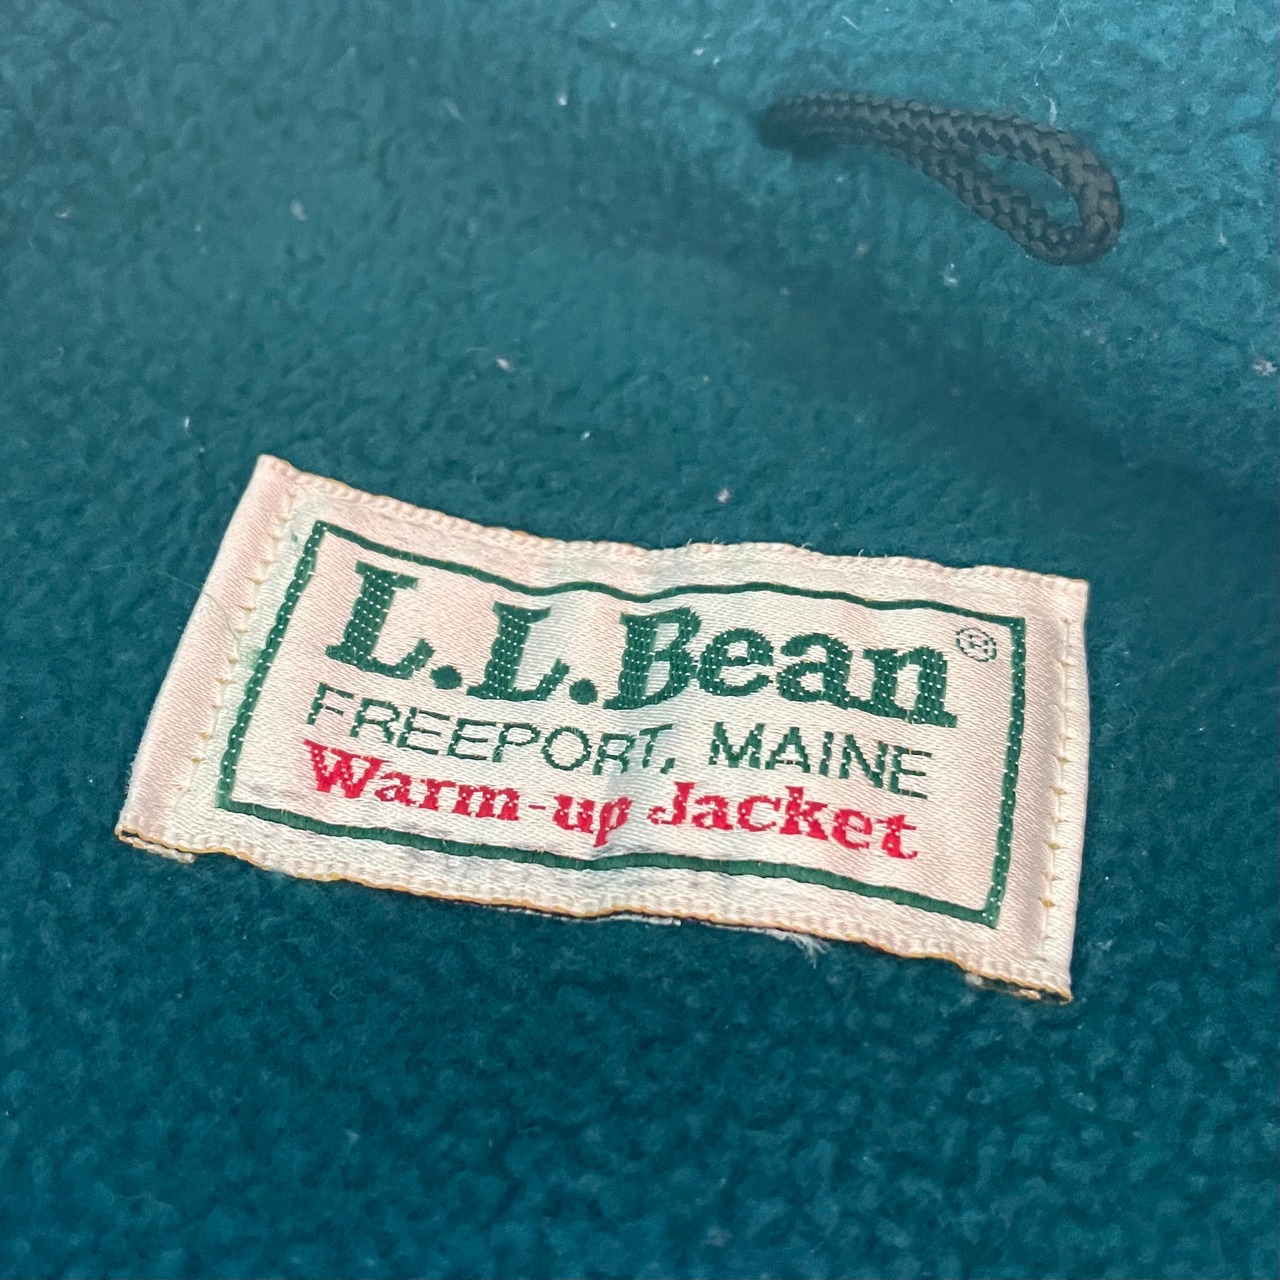 L.L.Bean®
FREEPORT, MAINE
Warm-up Jacket